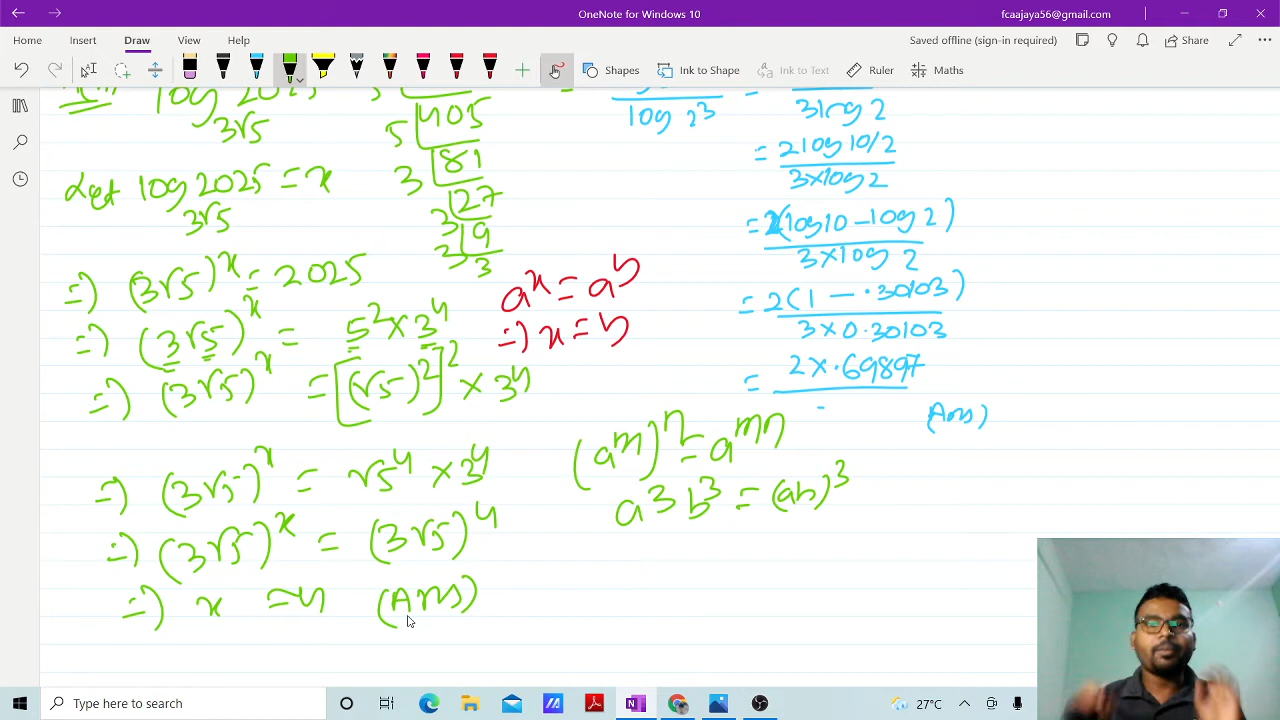 OneNote for Windows 10
fcaajaya56@gmail.com
Home Insert Draw View Help
Saved offline (sign-in required)
Share
Shapes
Ink to Shape
Ink to Text
Ruler
Maths
log 2025
3√5
Let log 2025 = x
3√5
=) (3√5)^x = 2025
=) (3√5)^x = 5^2 × 3^4
=) (3√5)^x = [(√5)^2]^2 × 3^4
=) (3√5)^x = √5^4 × 3^4
=) (3√5)^x = (3√5)^4
=) x = 4 (Ans)
5 405
3 81
3 27
3 9
3
a^x = a^b
=) x = b
(a^m)^n = a^mn
a^3 b^3 = (ab)^3
=
log 2^3
=
3 log 2
= 2 log 10/2
3 × log 2
= 2(log 10 - log 2)
3 × log 2
= 2(1 - .30103)
3 × 0.30103
= 2 × .69897
(Ans)
Type here to search
27°C
ENG